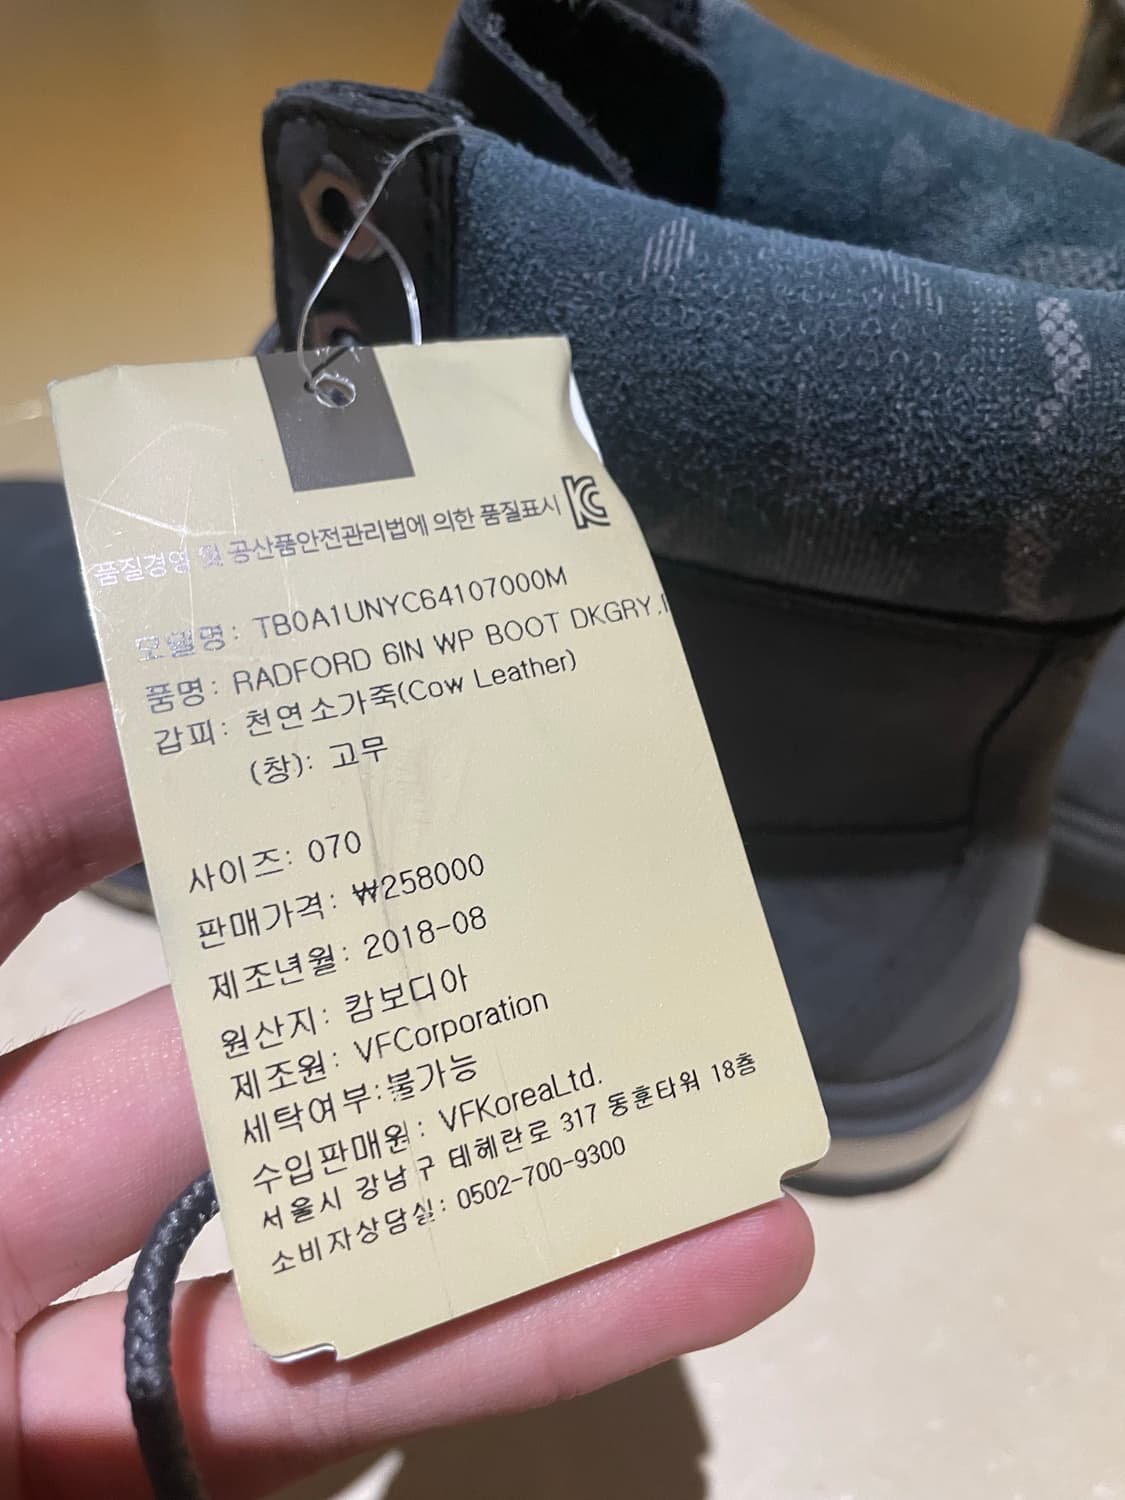 품질경영 및 공산품안전관리법에 의한 품질표시 KC
모델명: TB0A1UNYC64107000M
품명: RADFORD 6IN WP BOOT DKGRY.
갑피: 천연소가죽(Cow Leather)
(창): 고무
사이즈: 070
판매가격: ₩258000
제조년월: 2018-08
원산지: 캄보디아
제조원: VFCorporation
세탁여부:불가능
수입판매원: VFKoreaLtd.
서울시 강남구 테헤란로 317 동훈타워 18층
소비자상담실: 0502-700-9300